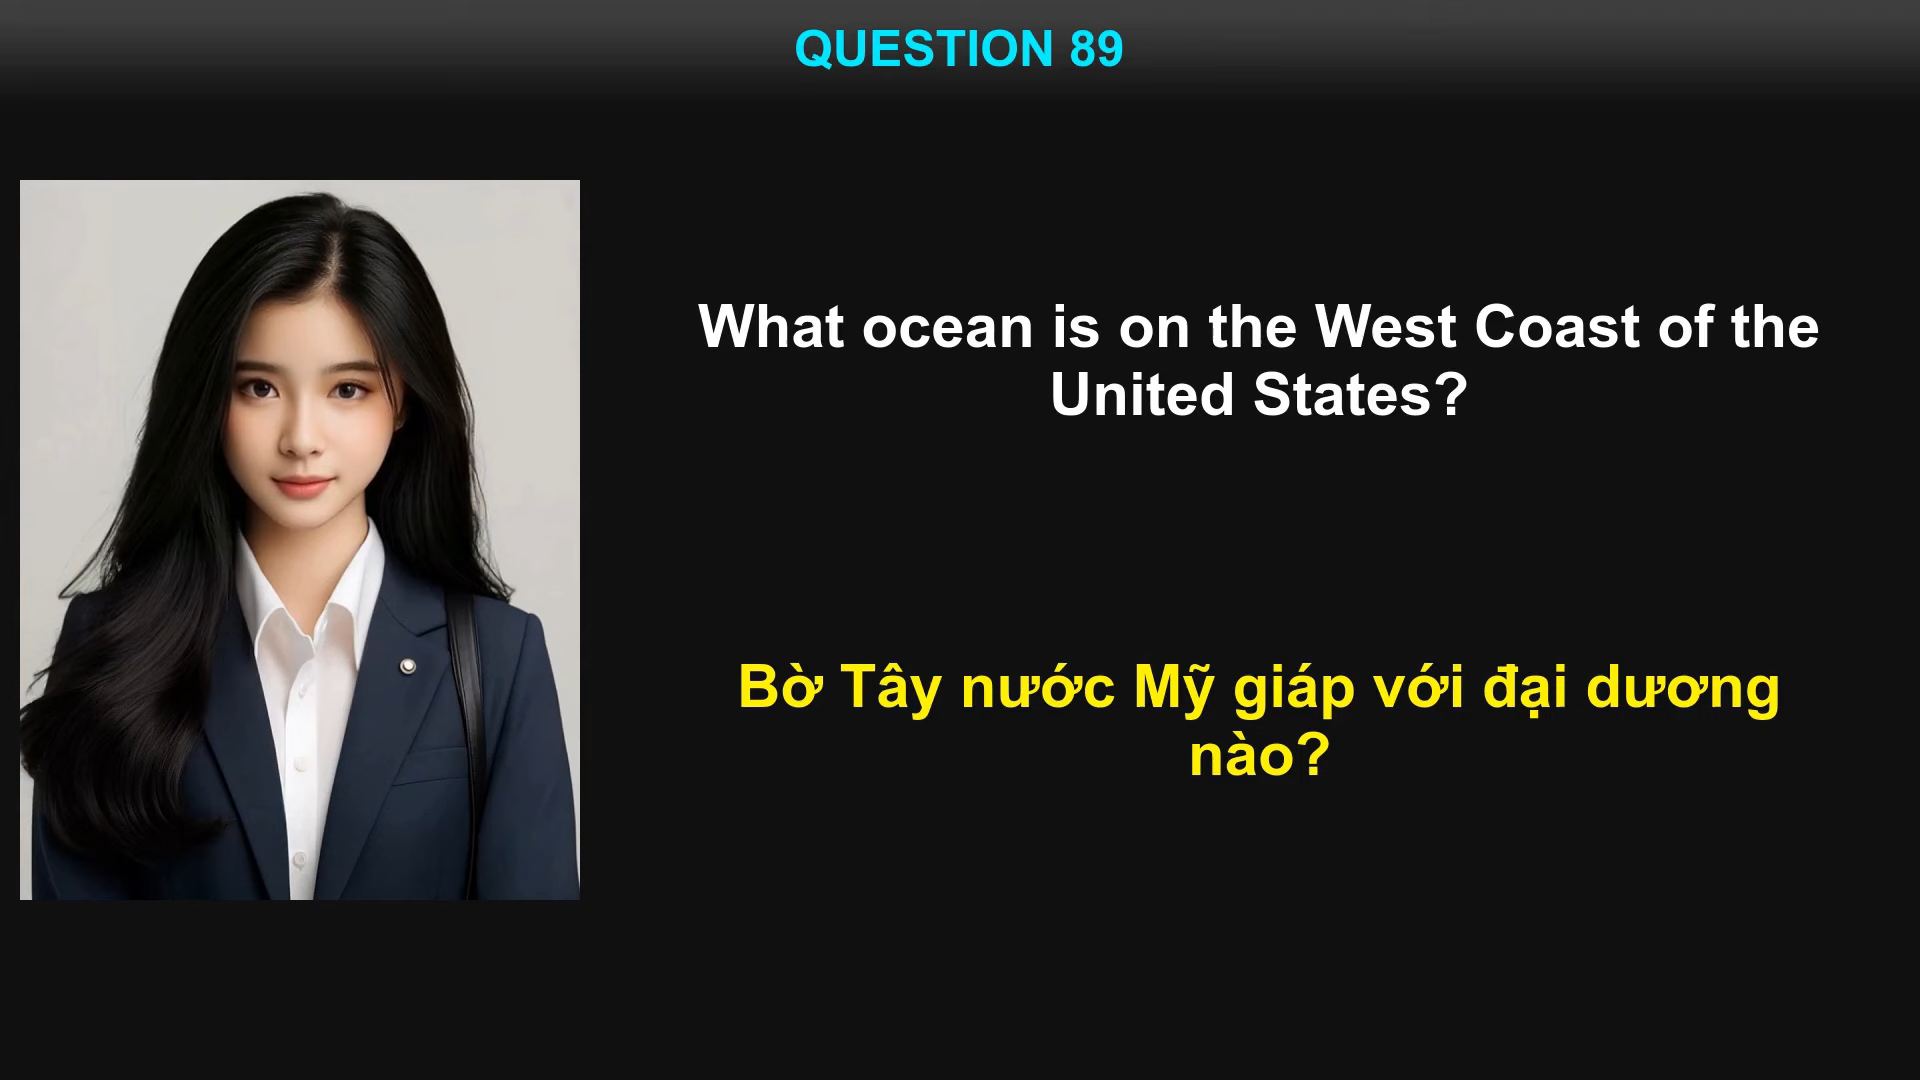 QUESTION 89
What ocean is on the West Coast of the
United States?
Bờ Tây nước Mỹ giáp với đại dương
nào?